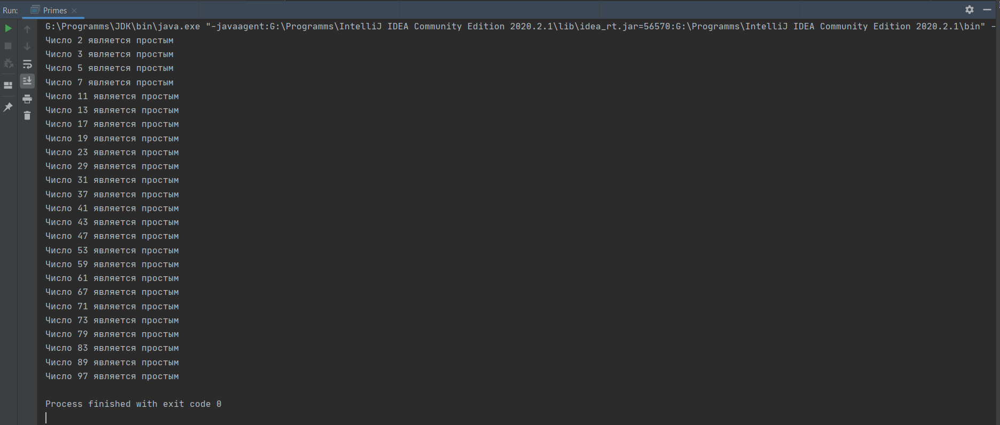 Run: Primes
G:\Programms\JDK\bin\java.exe "-javaagent:G:\Programms\IntelliJ IDEA Community Edition 2020.2.1\lib\idea_rt.jar=56570:G:\Programms\IntelliJ IDEA Community Edition 2020.2.1\bin" -
Число 2 является простым
Число 3 является простым
Число 5 является простым
Число 7 является простым
Число 11 является простым
Число 13 является простым
Число 17 является простым
Число 19 является простым
Число 23 является простым
Число 29 является простым
Число 31 является простым
Число 37 является простым
Число 41 является простым
Число 43 является простым
Число 47 является простым
Число 53 является простым
Число 59 является простым
Число 61 является простым
Число 67 является простым
Число 71 является простым
Число 73 является простым
Число 79 является простым
Число 83 является простым
Число 89 является простым
Число 97 является простым
Process finished with exit code 0